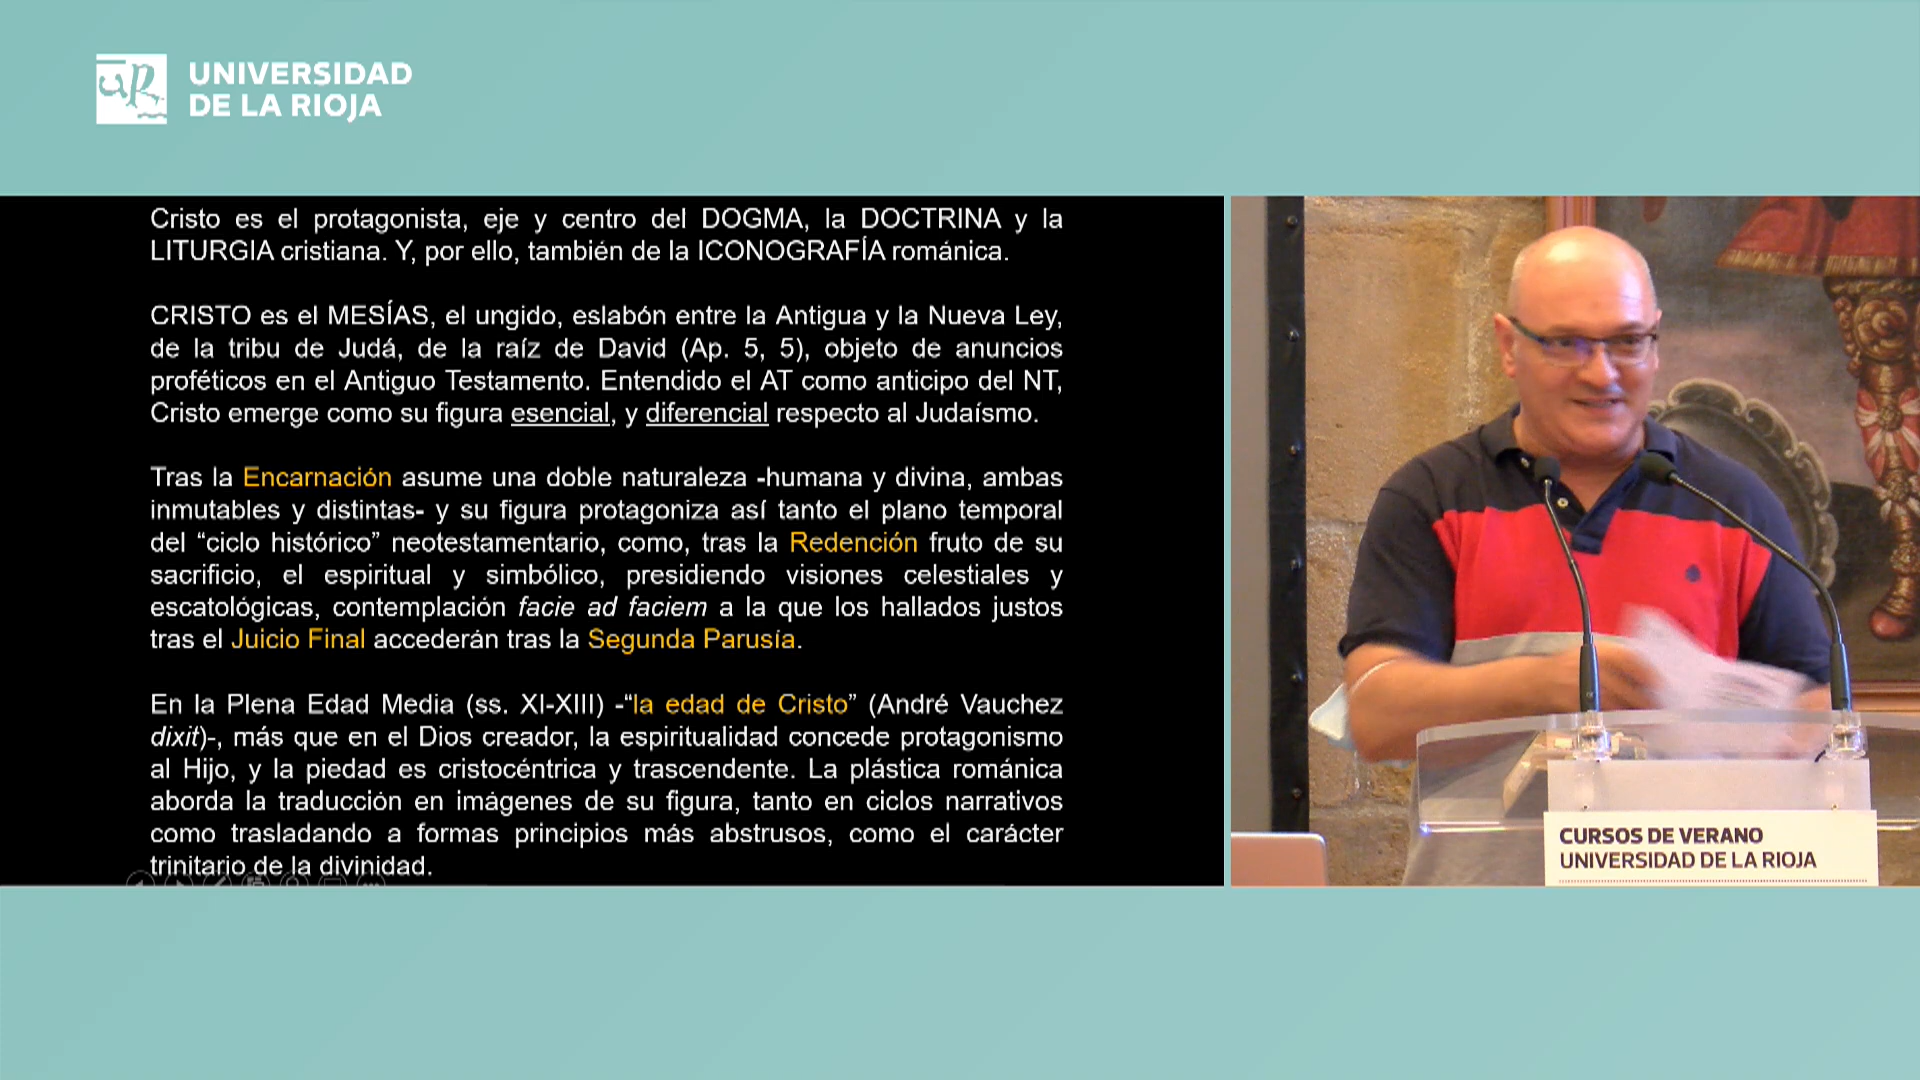 UNIVERSIDAD
DE LA RIOJA
Cristo es el protagonista, eje y centro del DOGMA, la DOCTRINA y la
LITURGIA cristiana. Y, por ello, también de la ICONOGRAFÍA románica.
CRISTO es el MESÍAS, el ungido, eslabón entre la Antigua y la Nueva Ley,
de la tribu de Judá, de la raíz de David (Ap. 5, 5), objeto de anuncios
proféticos en el Antiguo Testamento. Entendido el AT como anticipo del NT,
Cristo emerge como su figura esencial, y diferencial respecto al Judaísmo.
Tras la Encarnación asume una doble naturaleza -humana y divina, ambas
inmutables y distintas- y su figura protagoniza así tanto el plano temporal
del “ciclo histórico” neotestamentario, como, tras la Redención fruto de su
sacrificio, el espiritual y simbólico, presidiendo visiones celestiales y
escatológicas, contemplación facie ad faciem a la que los hallados justos
tras el Juicio Final accederán tras la Segunda Parusía.
En la Plena Edad Media (ss. XI-XIII) -“la edad de Cristo” (André Vauchez
dixit)-, más que en el Dios creador, la espiritualidad concede protagonismo
al Hijo, y la piedad es cristocéntrica y trascendente. La plástica románica
aborda la traducción en imágenes de su figura, tanto en ciclos narrativos
como trasladando a formas principios más abstrusos, como el carácter
trinitario de la divinidad.
CURSOS DE VERANO
UNIVERSIDAD DE LA RIOJA